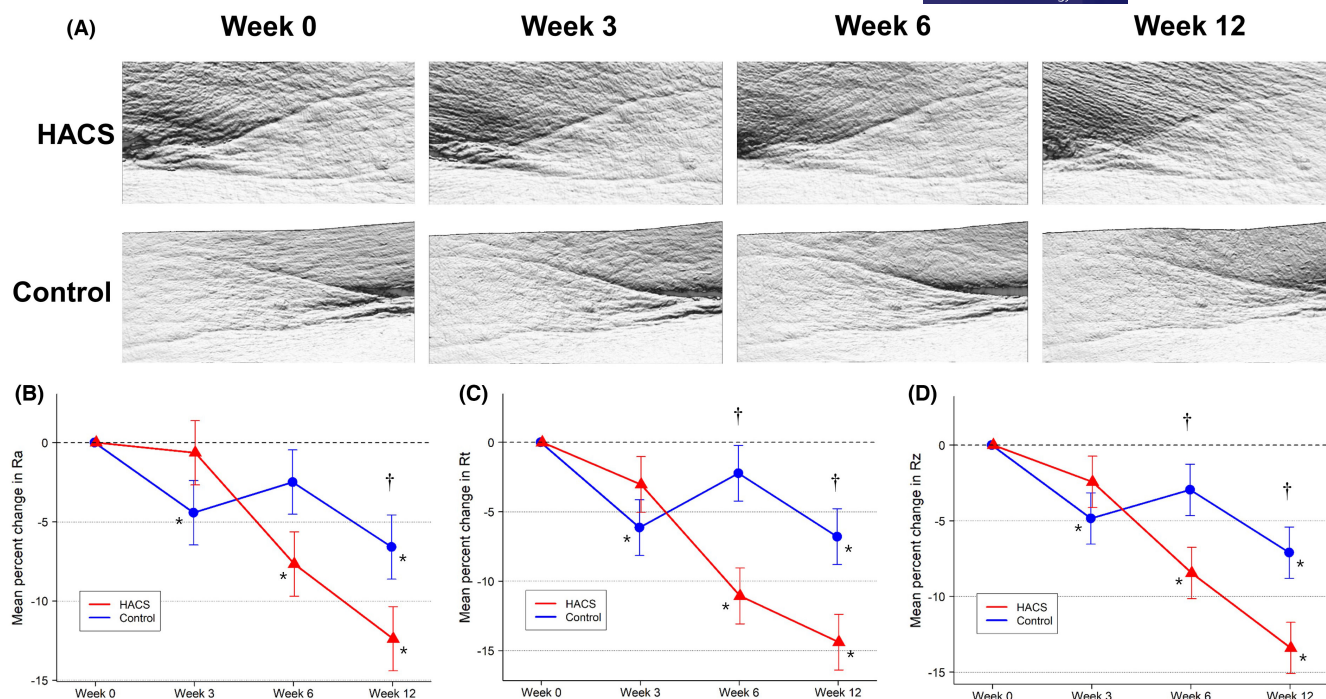 (A)
Week 0
Week 3
Week 6
Week 12
HACS
Control
(B)
†
0
-5
-10
-15
Mean percent change in Ra
*
*
*
*
HACS
Control
Week 0
Week 3
Week 6
Week 12
(C)
†
†
0
-5
-10
-15
Mean percent change in Rt
*
*
*
*
HACS
Control
Week 0
Week 3
Week 6
Week 12
(D)
†
†
0
-5
-10
-15
Mean percent change in Rz
*
*
*
*
*
HACS
Control
Week 0
Week 3
Week 6
Week 12